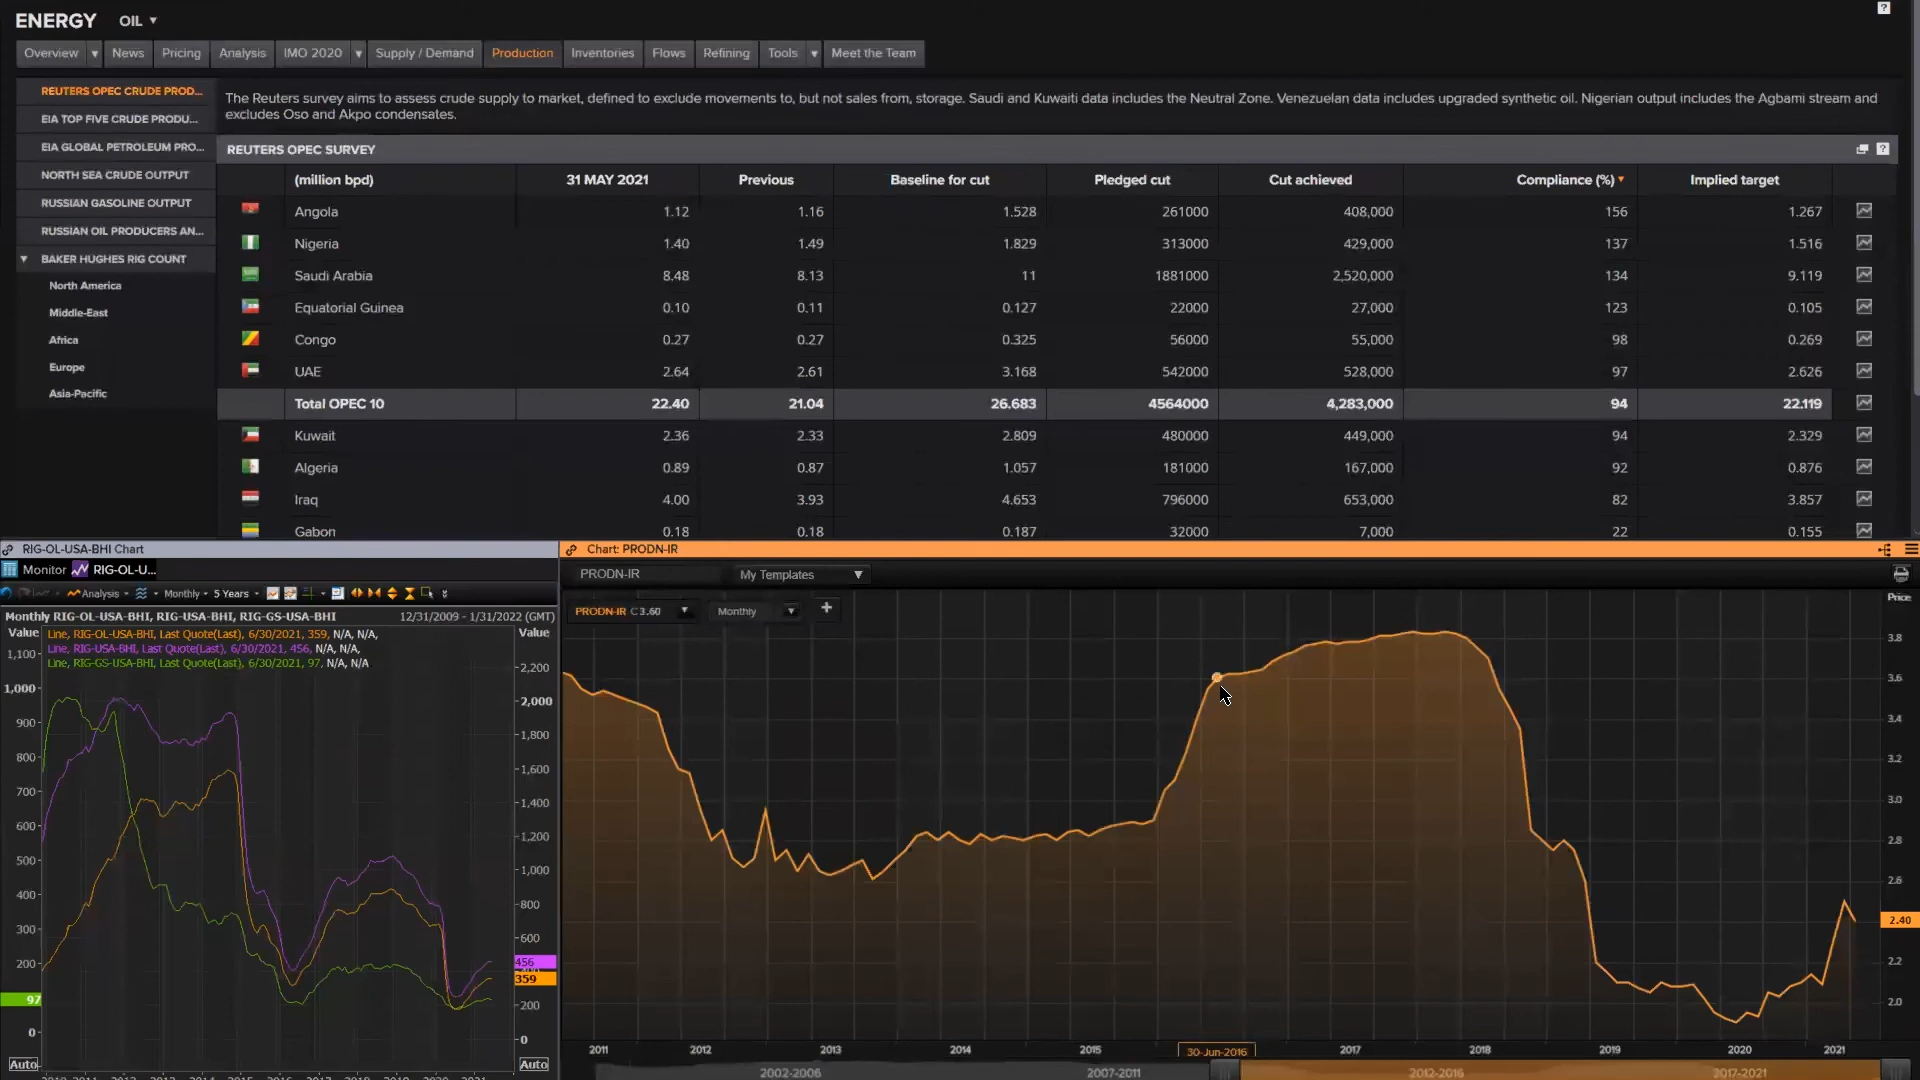 ENERGY OIL ▼ ?
Overview ▼ News Pricing Analysis IMO 2020 ▼ Supply / Demand Production Inventories Flows Refining Tools ▼ Meet the Team
REUTERS OPEC CRUDE PROD...
EIA TOP FIVE CRUDE PRODU...
EIA GLOBAL PETROLEUM PRO...
NORTH SEA CRUDE OUTPUT
RUSSIAN GASOLINE OUTPUT
RUSSIAN OIL PRODUCERS AN...
▼ BAKER HUGHES RIG COUNT
North America
Middle-East
Africa
Europe
Asia-Pacific
The Reuters survey aims to assess crude supply to market, defined to exclude movements to, but not sales from, storage. Saudi and Kuwaiti data includes the Neutral Zone. Venezuelan data includes upgraded synthetic oil. Nigerian output includes the Agbami stream and
excludes Oso and Akpo condensates.
REUTERS OPEC SURVEY ?
(million bpd) 31 MAY 2021 Previous Baseline for cut Pledged cut Cut achieved Compliance (%) ▼ Implied target
Angola 1.12 1.16 1.528 261000 408,000 156 1.267
Nigeria 1.40 1.49 1.829 313000 429,000 137 1.516
Saudi Arabia 8.48 8.13 11 1881000 2,520,000 134 9.119
Equatorial Guinea 0.10 0.11 0.127 22000 27,000 123 0.105
Congo 0.27 0.27 0.325 56000 55,000 98 0.269
UAE 2.64 2.61 3.168 542000 528,000 97 2.626
Total OPEC 10 22.40 21.04 26.683 4564000 4,283,000 94 22.119
Kuwait 2.36 2.33 2.809 480000 449,000 94 2.329
Algeria 0.89 0.87 1.057 181000 167,000 92 0.876
Iraq 4.00 3.93 4.653 796000 653,000 82 3.857
Gabon 0.18 0.18 0.187 32000 7,000 22 0.155
RIG-OL-USA-BHI Chart
Monitor RIG-OL-U...
Analysis Monthly 5 Years
Monthly RIG-OL-USA-BHI, RIG-USA-BHI, RIG-GS-USA-BHI 12/31/2009 - 1/31/2022 (GMT)
Value Value
Line, RIG-OL-USA-BHI, Last Quote(Last), 6/30/2021, 359, N/A, N/A,
Line, RIG-USA-BHI, Last Quote(Last), 6/30/2021, 456, N/A, N/A,
Line, RIG-GS-USA-BHI, Last Quote(Last), 6/30/2021, 97, N/A, N/A
1,100
1,000
900
800
700
600
500
400
300
200
97
0
Auto
2,200
2,000
1,800
1,600
1,400
1,200
1,000
800
600
456
359
200
0
Auto
2010 2011 2012 2013 2014 2015 2016 2017 2018 2019 2020 2021
Chart: PRODN-IR
PRODN-IR My Templates ▼
PRODN-IR C 3.60 ▼ Monthly ▼ +
Price
3.8
3.6
3.4
3.2
3.0
2.8
2.6
2.40
2.2
2.0
2011 2012 2013 2014 2015 30-Jun-2016 2017 2018 2019 2020 2021
2002-2006 2007-2011 2012-2016 2017-2021